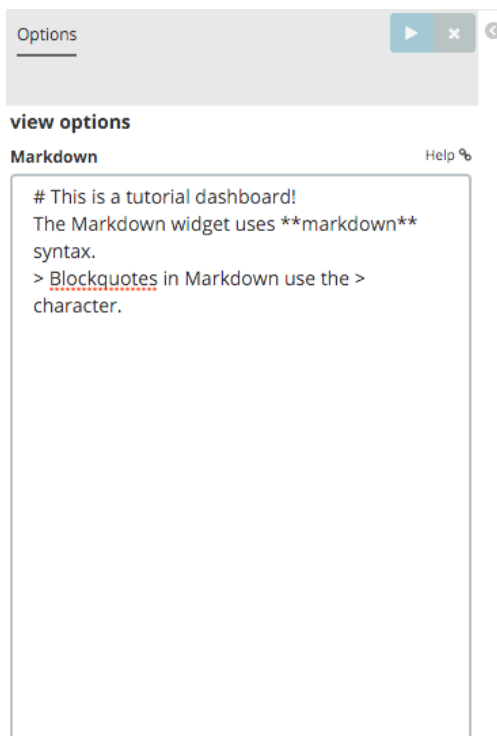 Options
view options
Markdown
Help
# This is a tutorial dashboard!
The Markdown widget uses **markdown**
syntax.
> Blockquotes in Markdown use the >
character.